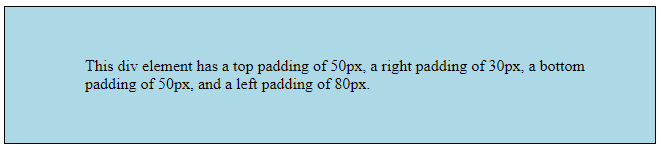 This div element has a top padding of 50px, a right padding of 30px, a bottom
padding of 50px, and a left padding of 80px.